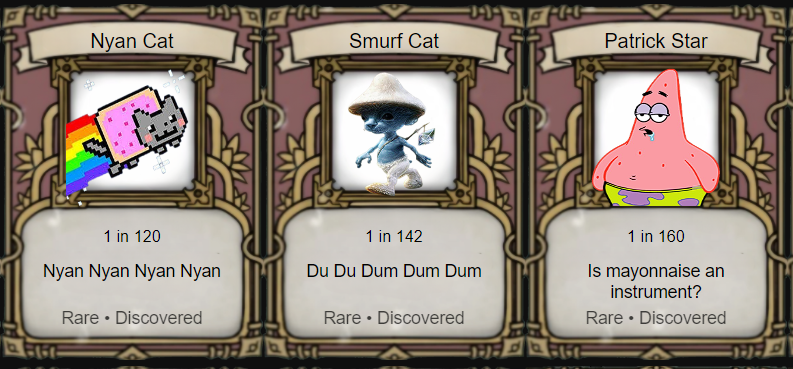 Nyan Cat
1 in 120
Nyan Nyan Nyan Nyan
Rare • Discovered
Smurf Cat
1 in 142
Du Du Dum Dum Dum
Rare • Discovered
Patrick Star
1 in 160
Is mayonnaise an
instrument?
Rare • Discovered